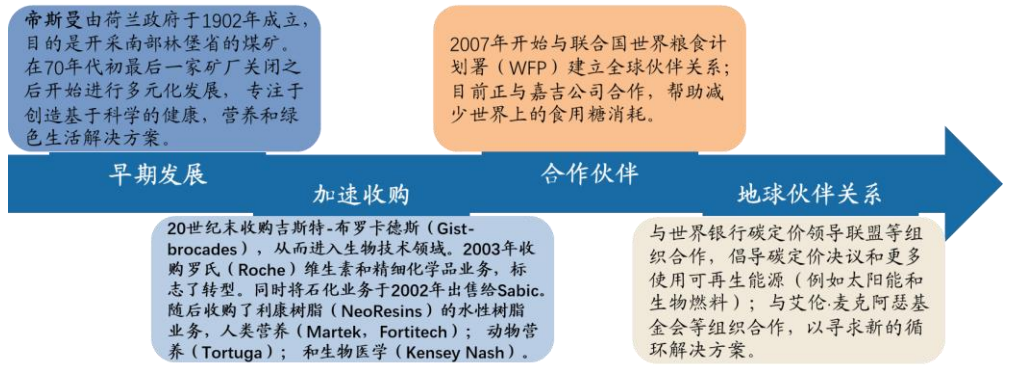 帝斯曼由荷兰政府于1902年成立，
目的是开采南部林堡省的煤矿。
在70年代初最后一家矿厂关闭之
后开始进行多元化发展，专注于
创造基于科学的健康，营养和绿
色生活解决方案。
2007年开始与联合国世界粮食计
划署（WFP）建立全球伙伴关系；
目前正与嘉吉公司合作，帮助减
少世界上的食用糖消耗。
早期发展
加速收购
合作伙伴
地球伙伴关系
20世纪末收购吉斯特-布罗卡德斯（Gist-
brocades），从而进入生物技术领域。2003年收
购罗氏（Roche）维生素和精细化学品业务，标
志了转型。同时将石化业务于2002年出售给Sabic。
随后收购了利康树脂（NeoResins）的水性树脂
业务，人类营养（Martek，Fortitech）；动物营
养（Tortuga）；和生物医学（Kensey Nash）。
与世界银行碳定价领导联盟等组
织合作，倡导碳定价决议和更多
使用可再生能源（例如太阳能和
生物燃料）；与艾伦·麦克阿瑟基
金会等组织合作，以寻求新的循
环解决方案。